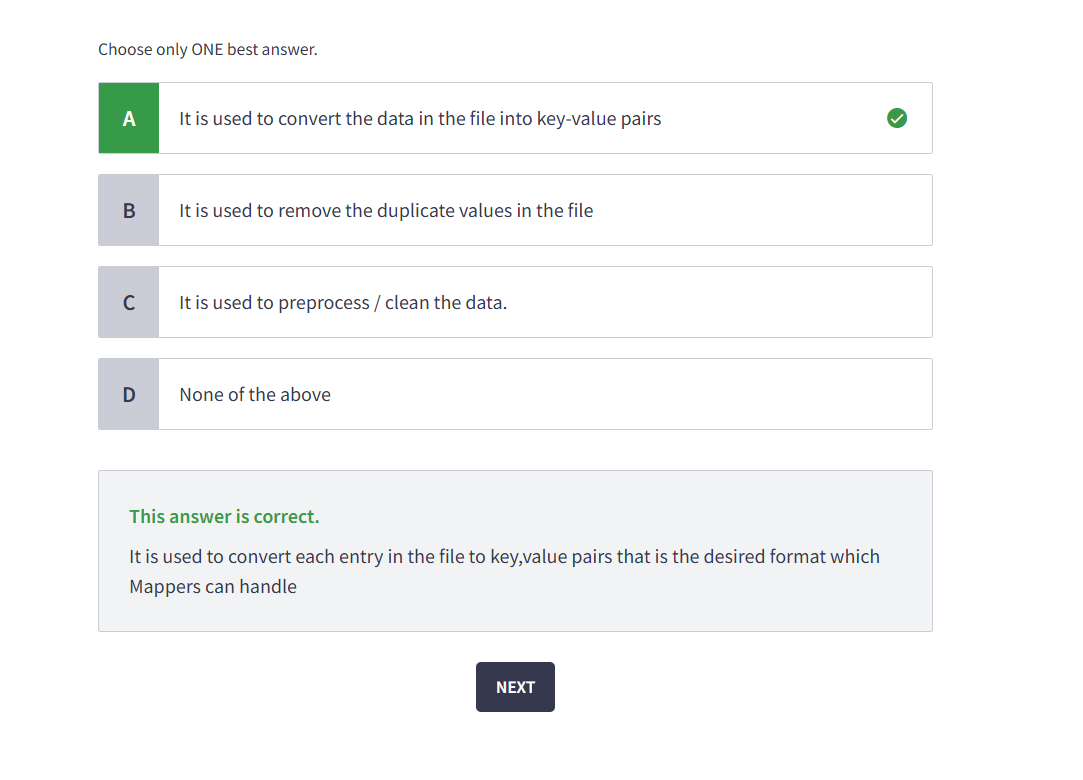 Choose only ONE best answer.
A
It is used to convert the data in the file into key-value pairs
B
It is used to remove the duplicate values in the file
C
It is used to preprocess / clean the data.
D
None of the above
This answer is correct.
It is used to convert each entry in the file to key,value pairs that is the desired format which
Mappers can handle
NEXT